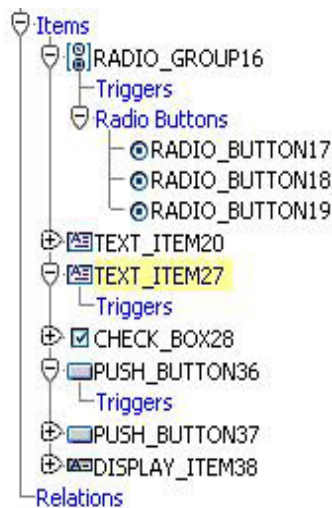 Items
RADIO_GROUP16
Triggers
Radio Buttons
RADIO_BUTTON17
RADIO_BUTTON18
RADIO_BUTTON19
TEXT_ITEM20
TEXT_ITEM27
Triggers
CHECK_BOX28
PUSH_BUTTON36
Triggers
PUSH_BUTTON37
DISPLAY_ITEM38
Relations